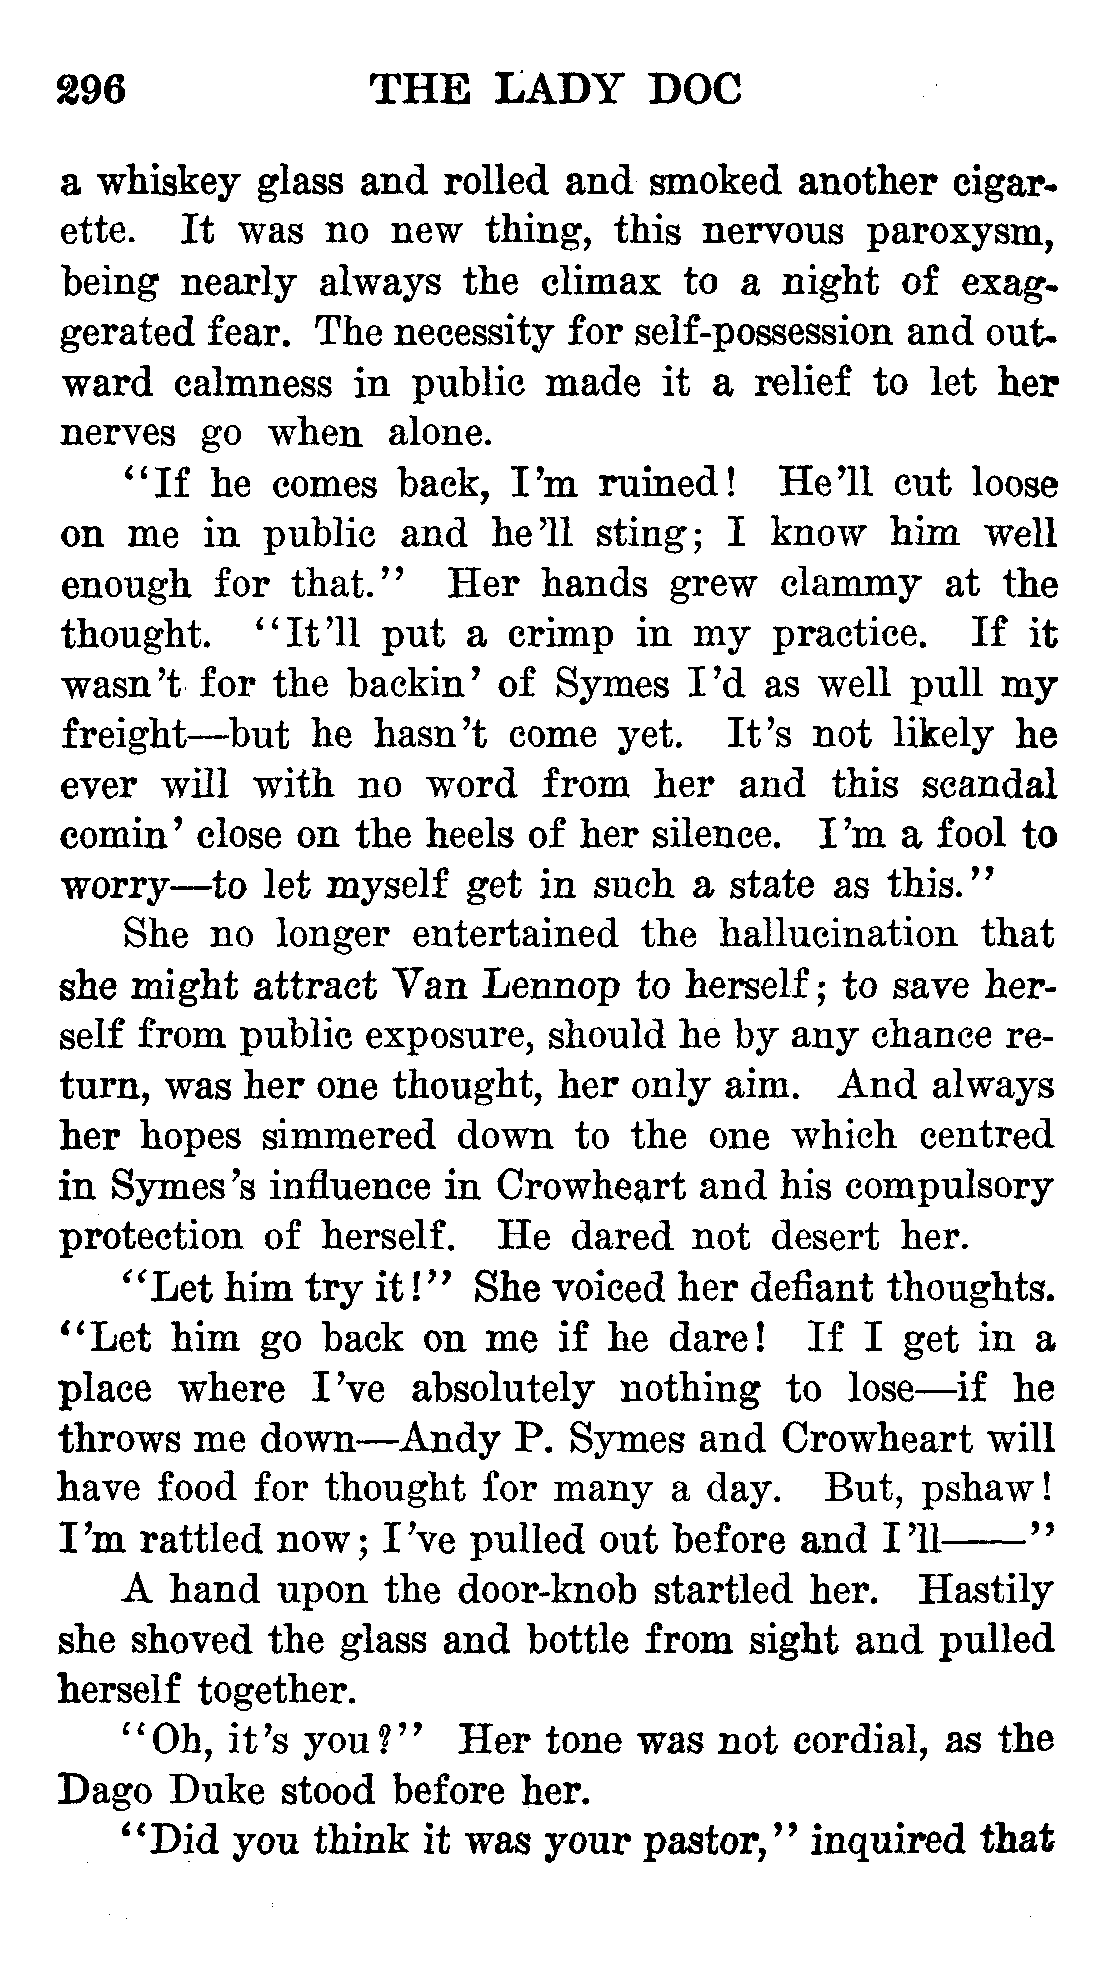 296 THE LADY DOC
a whiskey glass and rolled and smoked another cigar-
ette. It was no new thing, this nervous paroxysm,
being nearly always the climax to a night of exag-
gerated fear. The necessity for self-possession and out-
ward calmness in public made it a relief to let her
nerves go when alone.
"If he comes back, I'm ruined! He'll cut loose
on me in public and he'll sting; I know him well
enough for that." Her hands grew clammy at the
thought. "It'll put a crimp in my practice. If it
wasn't for the backin' of Symes I'd as well pull my
freight—but he hasn't come yet. It's not likely he
ever will with no word from her and this scandal
comin' close on the heels of her silence. I'm a fool to
worry—to let myself get in such a state as this."
She no longer entertained the hallucination that
she might attract Van Lennop to herself; to save her-
self from public exposure, should he by any chance re-
turn, was her one thought, her only aim. And always
her hopes simmered down to the one which centred
in Symes's influence in Crowheart and his compulsory
protection of herself. He dared not desert her.
"Let him try it!" She voiced her defiant thoughts.
"Let him go back on me if he dare! If I get in a
place where I've absolutely nothing to lose—if he
throws me down—Andy P. Symes and Crowheart will
have food for thought for many a day. But, pshaw!
I'm rattled now; I've pulled out before and I'll——"
A hand upon the door-knob startled her. Hastily
she shoved the glass and bottle from sight and pulled
herself together.
"Oh, it's you?" Her tone was not cordial, as the
Dago Duke stood before her.
"Did you think it was your pastor," inquired that